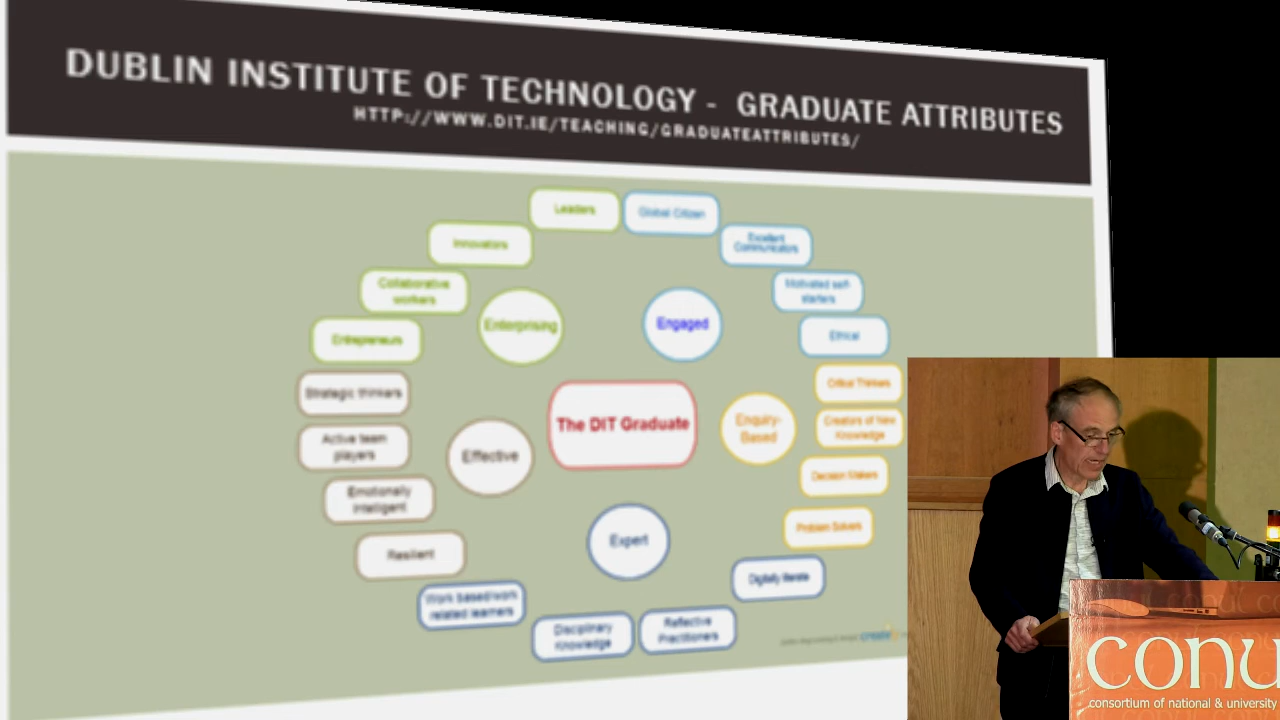 DUBLIN INSTITUTE OF TECHNOLOGY - GRADUATE ATTRIBUTES
HTTP://WWW.DIT.IE/TEACHING/GRADUATEATTRIBUTES/
Leaders
Global Citizen
Innovators
Excellent
Communicators
Collaborative
workers
Motivated self-
starters
Enterprising
Engaged
Entrepreneurs
Ethical
Strategic thinkers
Critical Thinkers
The DIT Graduate
Enquiry-
Based
Creators of New
Knowledge
Active team
players
Effective
Decision Makers
Emotionally
Intelligent
Problem Solvers
Expert
Resilient
Digitally literate
Work based/work
related learners
Disciplinary
Knowledge
Reflective
Practitioners
conu
consortium of national & university